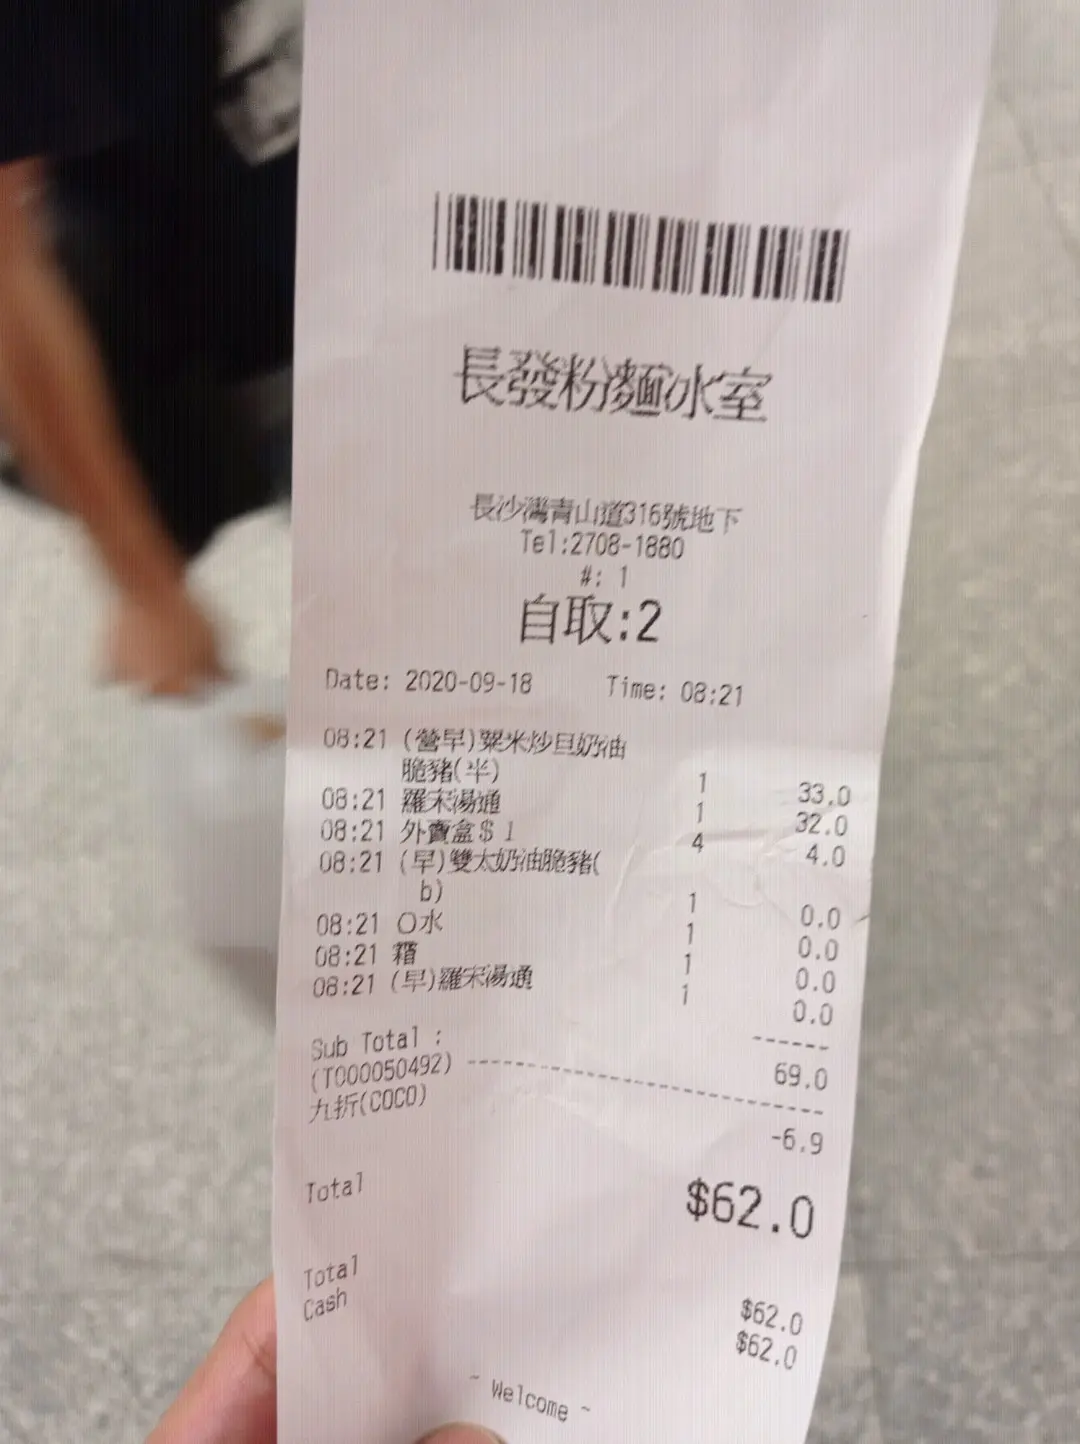 長發粉麵冰室
長沙灣青山道316號地下
Tel:2708-1880
#: 1
自取:2
Date: 2020-09-18 Time: 08:21
08:21 (營早)粟米炒旦奶油
脆豬(半) 1 33.0
08:21 羅宋湯通 1 32.0
08:21 外賣盒$1 4 4.0
08:21 (早)雙太奶油脆豬(
b) 1 0.0
08:21 〇水 1 0.0
08:21 1 0.0
08:21 (早)羅宋湯通 1 0.0
Sub Total : 69.0
(T000050492)
九折(COCO) -6.9
Total $62.0
Total $62.0
Cash $62.0
~ Welcome ~